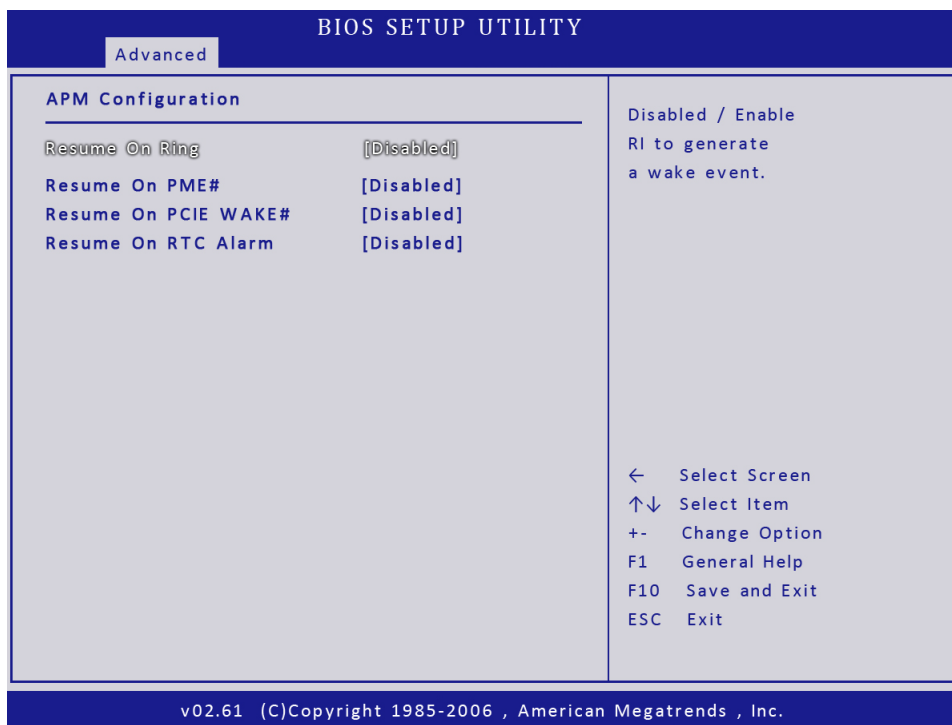 BIOS SETUP UTILITY
Advanced
APM Configuration
Resume On Ring [Disabled]
Resume On PME# [Disabled]
Resume On PCIE WAKE# [Disabled]
Resume On RTC Alarm [Disabled]
Disabled / Enable
RI to generate
a wake event.
← Select Screen
↑↓ Select Item
+- Change Option
F1 General Help
F10 Save and Exit
ESC Exit
v02.61 (C)Copyright 1985-2006 , American Megatrends , Inc.